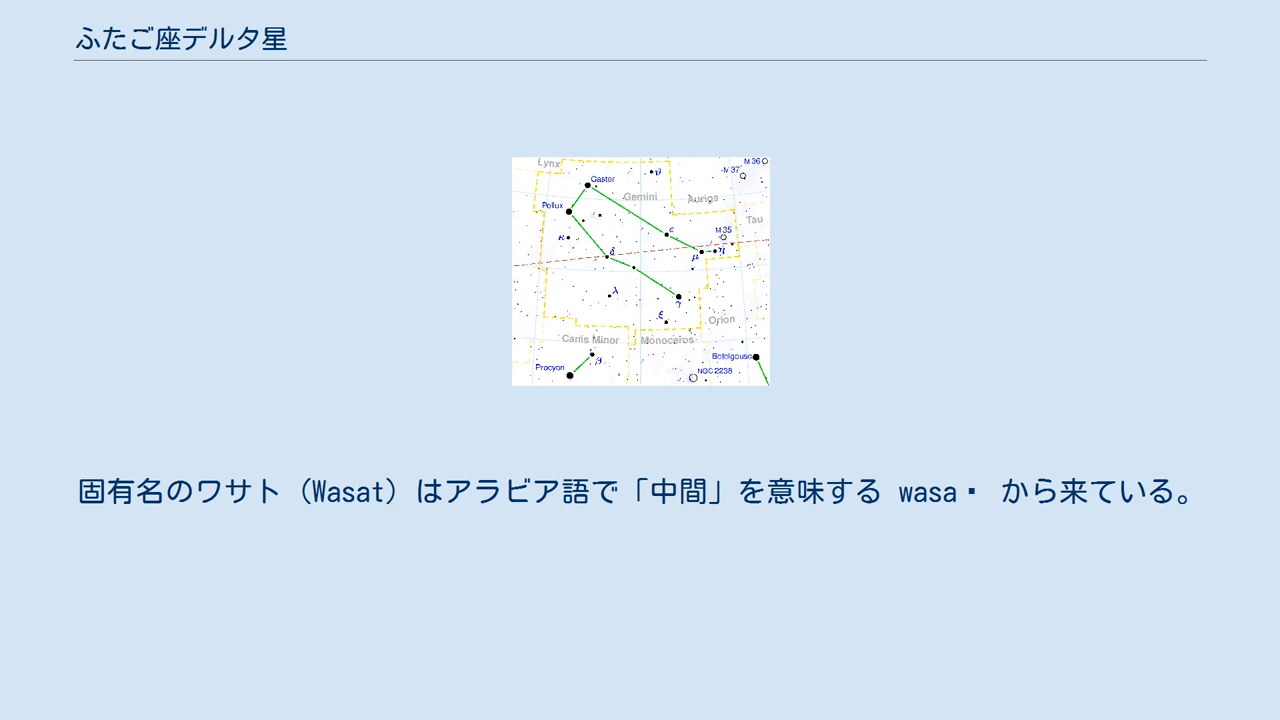 ふたご座デルタ星
Lynx
M 36
M 37
Castor
Gemini
Auriga
Pollux
Tau
M 35
κ
ε
δ
μ
η
λ
γ
ξ
Orion
Canis Minor
Monoceros
β
Procyon
NGC 2238
固有名のワサト (Wasat) はアラビア語で「中間」を意味する wasa から来ている。